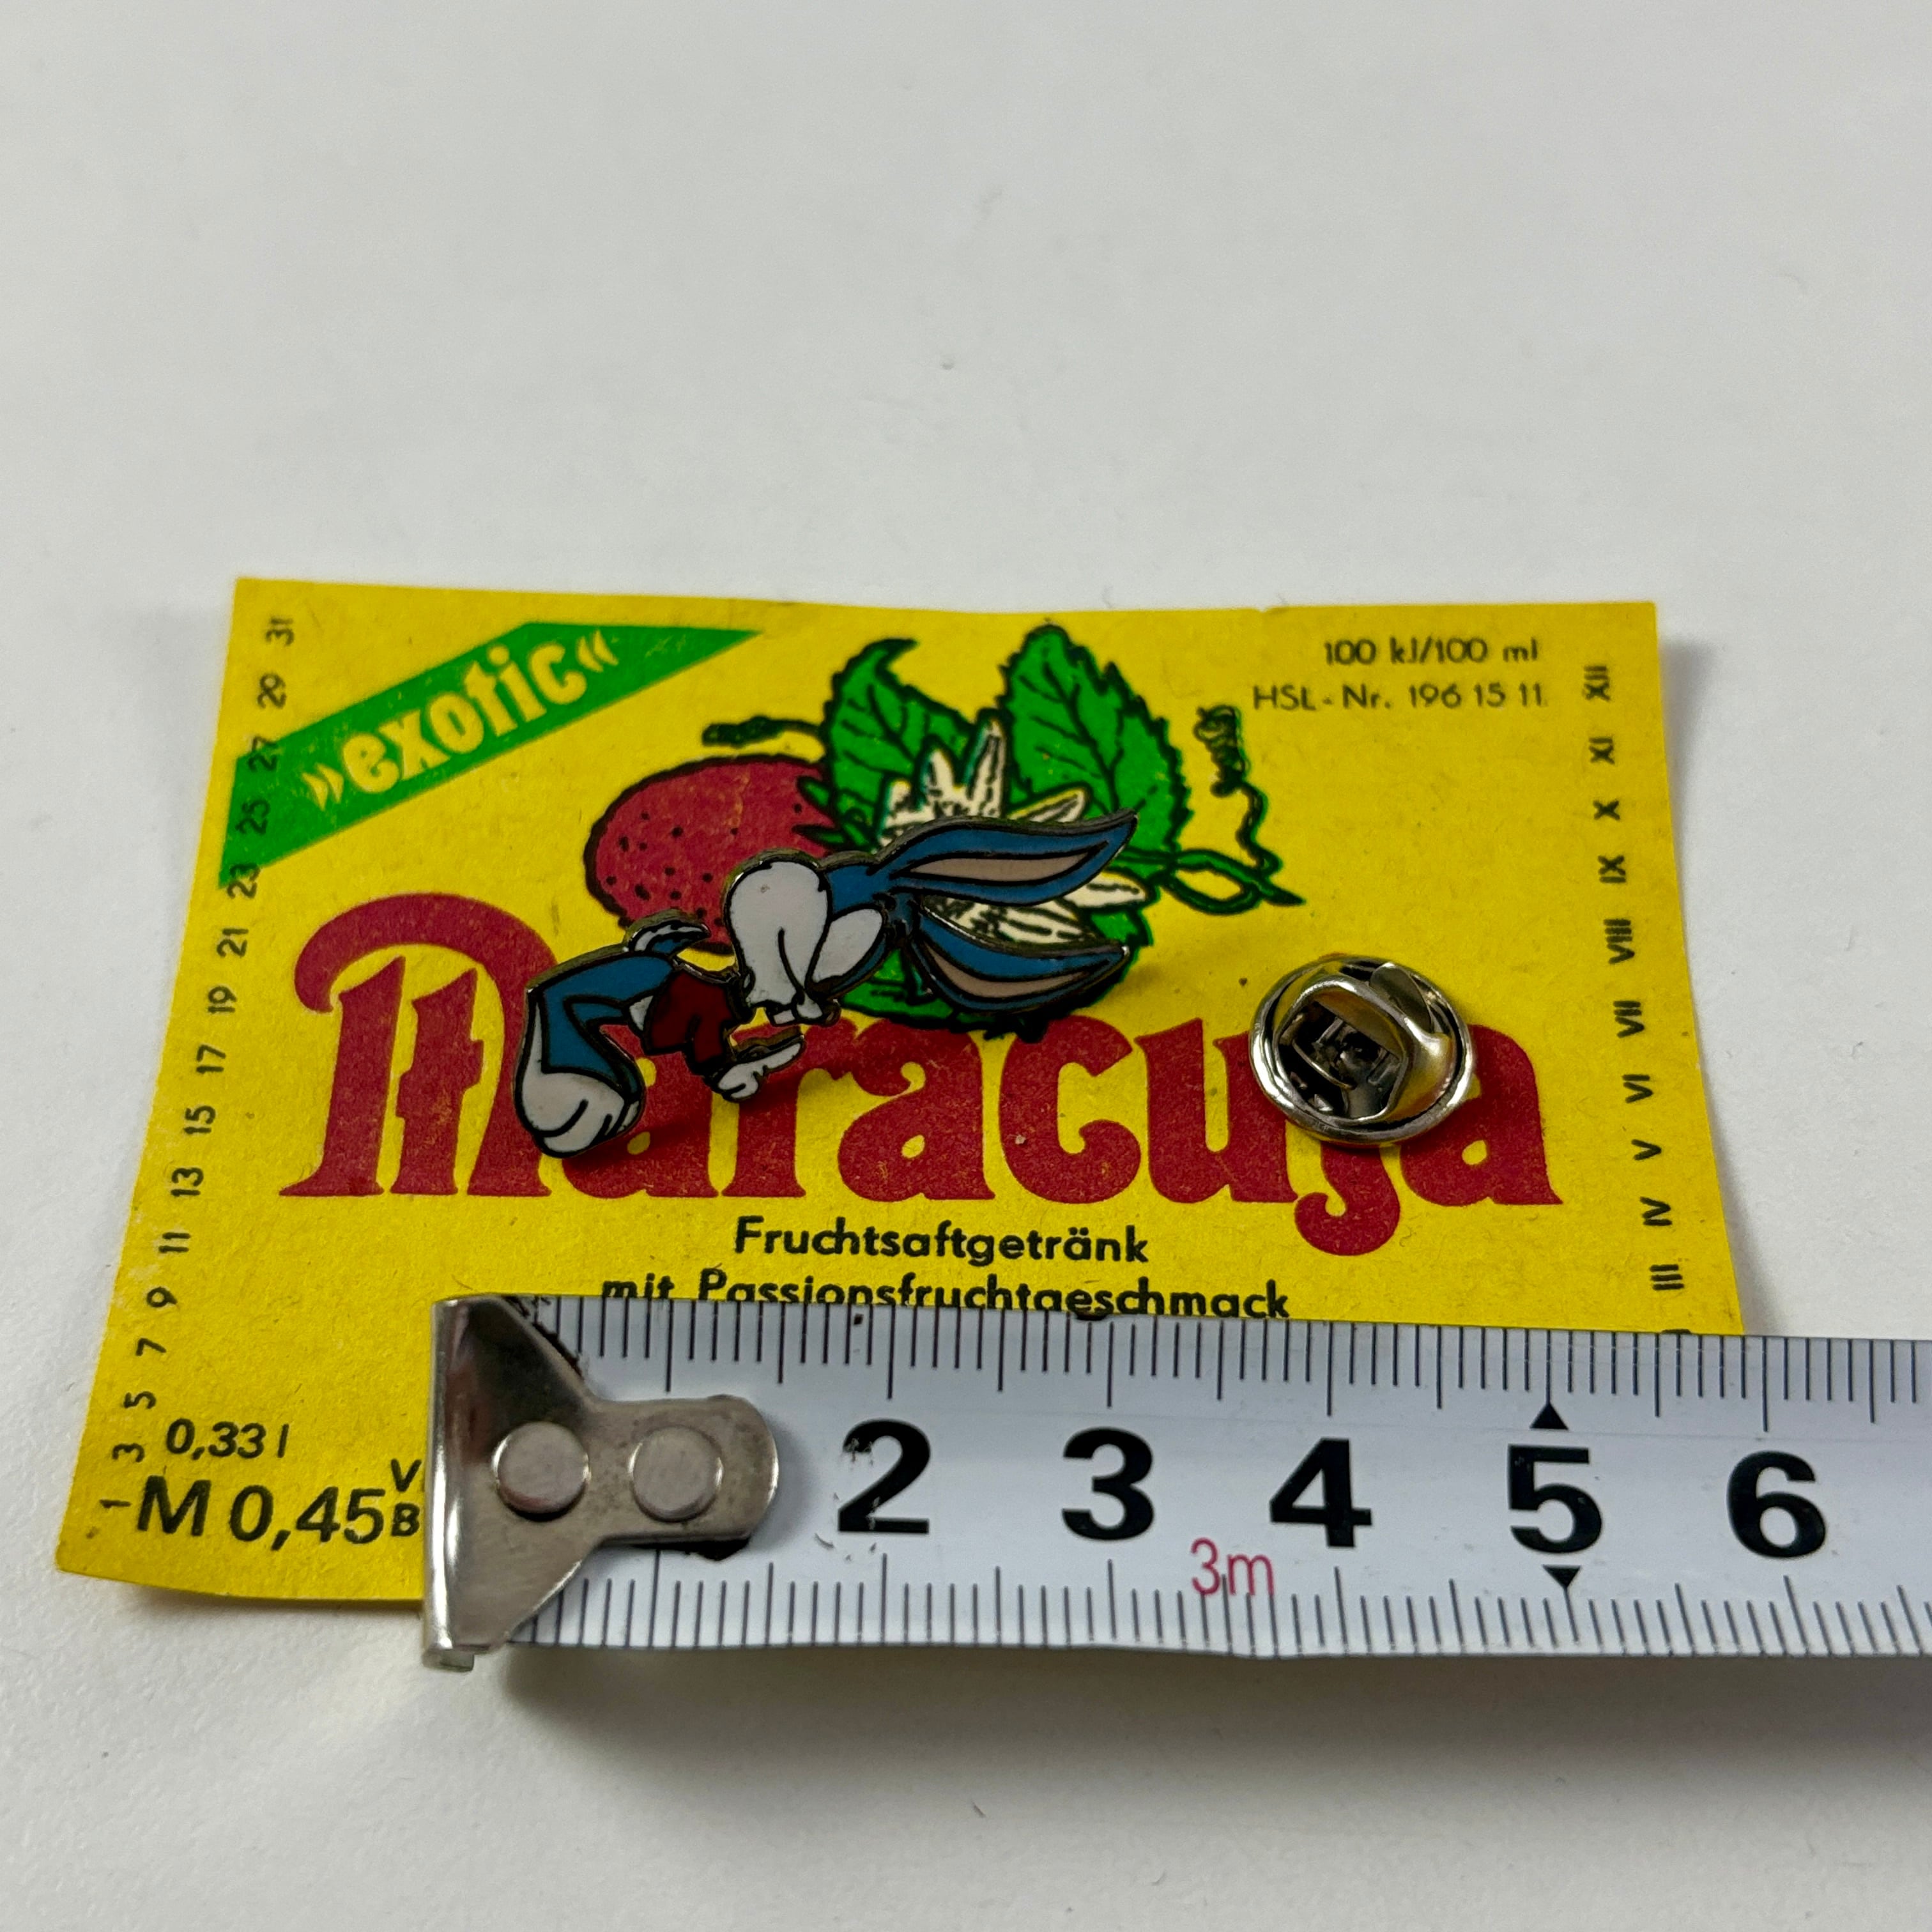 »exotic«
100 kJ/100 ml
HSL-Nr. 196 15 11
Maracuja
Fruchtsaftgetränk
mit Passionsfruchtgeschmack
0,33 l
M 0,45
V
B
1 3 5 7 9 11 13 15 17 19 21 23 25 27 29 31
III IV V VI VII VIII IX X XI XII
2 3 4 5 6
3m